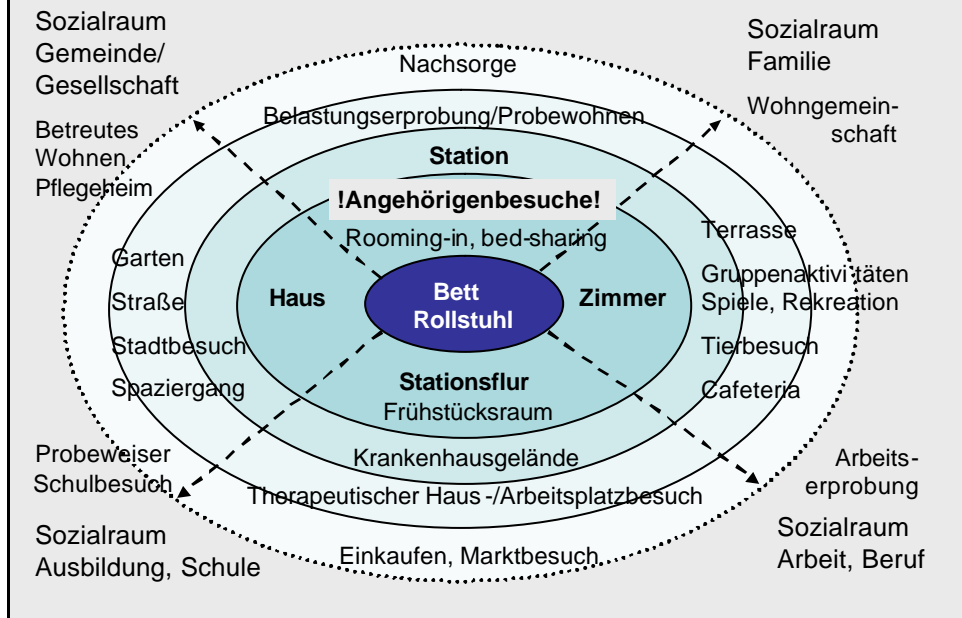 Sozialraum
Gemeinde/
Gesellschaft
Sozialraum
Familie
Nachsorge
Betreutes
Wohnen
Pflegeheim
Wohngemein-
schaft
Belastungserprobung/Probewohnen
Station
!Angehörigenbesuche!
Rooming-in, bed-sharing
Garten
Straße
Stadtbesuch
Spaziergang
Haus
Bett
Rollstuhl
Zimmer
Terrasse
Gruppenaktivi täten
Spiele, Rekreation
Tierbesuch
Cafeteria
Stationsflur
Frühstücksraum
Krankenhausgelände
Therapeutischer Haus -/Arbeitsplatzbesuch
Einkaufen, Marktbesuch
Probeweiser
Schulbesuch
Sozialraum
Ausbildung, Schule
Arbeits-
erprobung
Sozialraum
Arbeit, Beruf